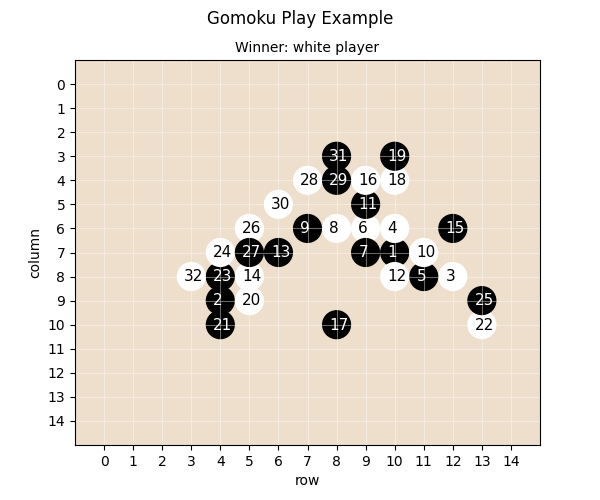 Gomoku Play Example
Winner: white player
0
1
2
3 31 19
4 28 29 16 18
5 30 11
6 26 9 8 6 4 15
7 24 27 13 7 1 10
8 32 23 14 12 5 3
9 2 20 25
10 21 17 22
11
12
13
14
column
0 1 2 3 4 5 6 7 8 9 10 11 12 13 14
row